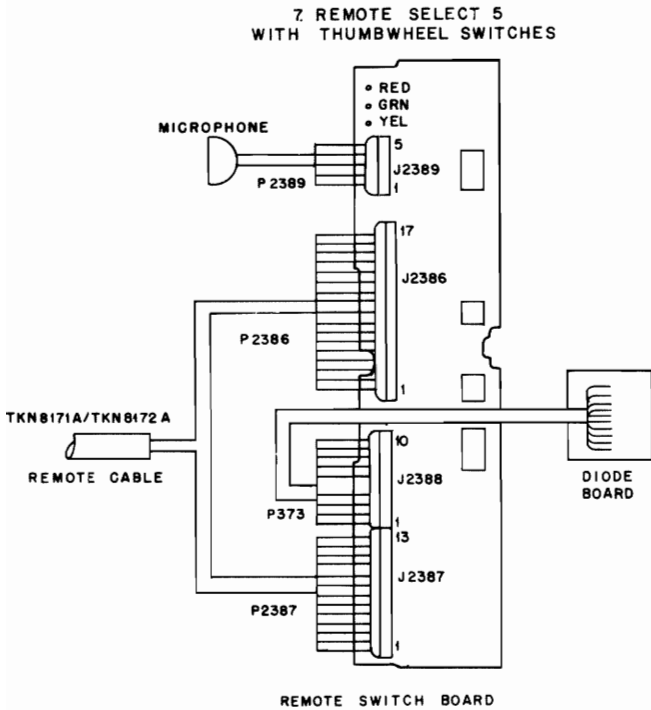 7. REMOTE SELECT 5
WITH THUMBWHEEL SWITCHES
RED
GRN
YEL
MICROPHONE
5
J2389
P2389
1
17
J2386
P2386
1
TKN8171A/TKN8172A
REMOTE CABLE
10
J2388
P373
1
DIODE
BOARD
13
J2387
P2387
1
REMOTE SWITCH BOARD